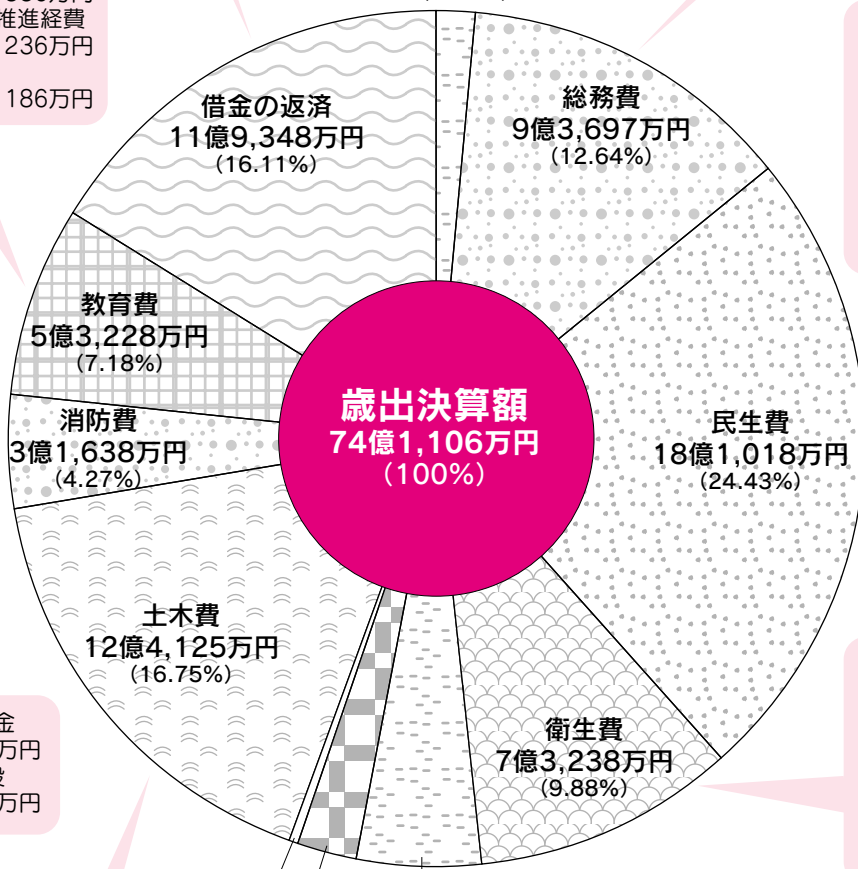 推進経費
236万円
186万円
借金の返済
11億9,348万円
(16.11%)
総務費
9億3,697万円
(12.64%)
教育費
5億3,228万円
(7.18%)
消防費
3億1,638万円
(4.27%)
歳出決算額
74億1,106万円
(100%)
民生費
18億1,018万円
(24.43%)
土木費
12億4,125万円
(16.75%)
衛生費
7億3,238万円
(9.88%)
金
万円
万円